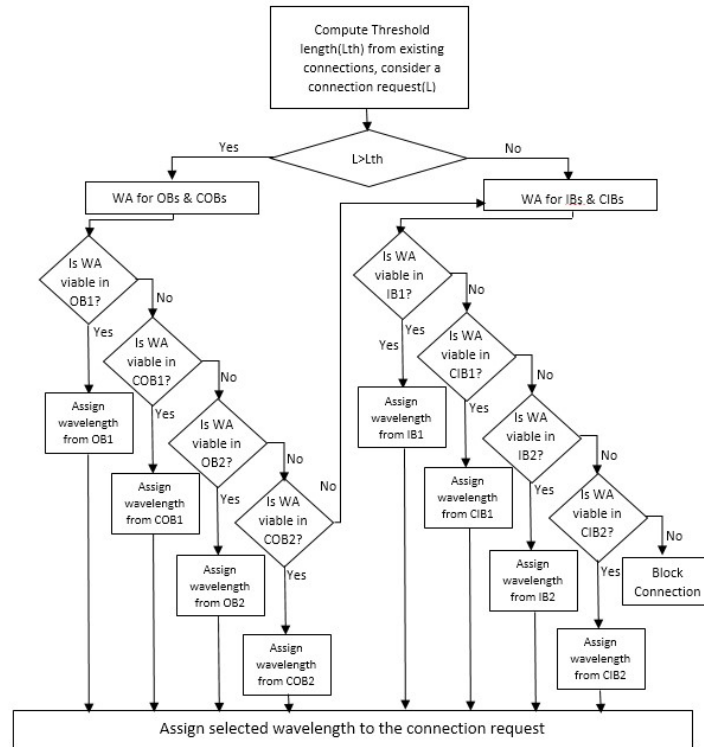 Compute Threshold
length(Lth) from existing
connections, consider a
connection request(L)
Yes
L>Lth
No
WA for OBs & COBs
WA for IBs & CIBs
Is WA
viable in
OB1?
No
Yes
Is WA
viable in
COB1?
No
Yes
Assign
wavelength
from OB1
Is WA
viable in
OB2?
No
Yes
Assign
wavelength
from COB1
Is WA
viable in
COB2?
No
Yes
Assign
wavelength
from OB2
Assign
wavelength
from COB2
Is WA
viable in
IB1?
No
Yes
Yes
Is WA
viable in
CIB1?
No
Yes
Assign
wavelength
from IB1
Is WA
viable in
IB2?
No
Yes
Assign
wavelength
from CIB1
Is WA
viable in
CIB2?
No
Yes
Assign
wavelength
from IB2
Block
Connection
Assign
wavelength
from CIB2
Assign selected wavelength to the connection request